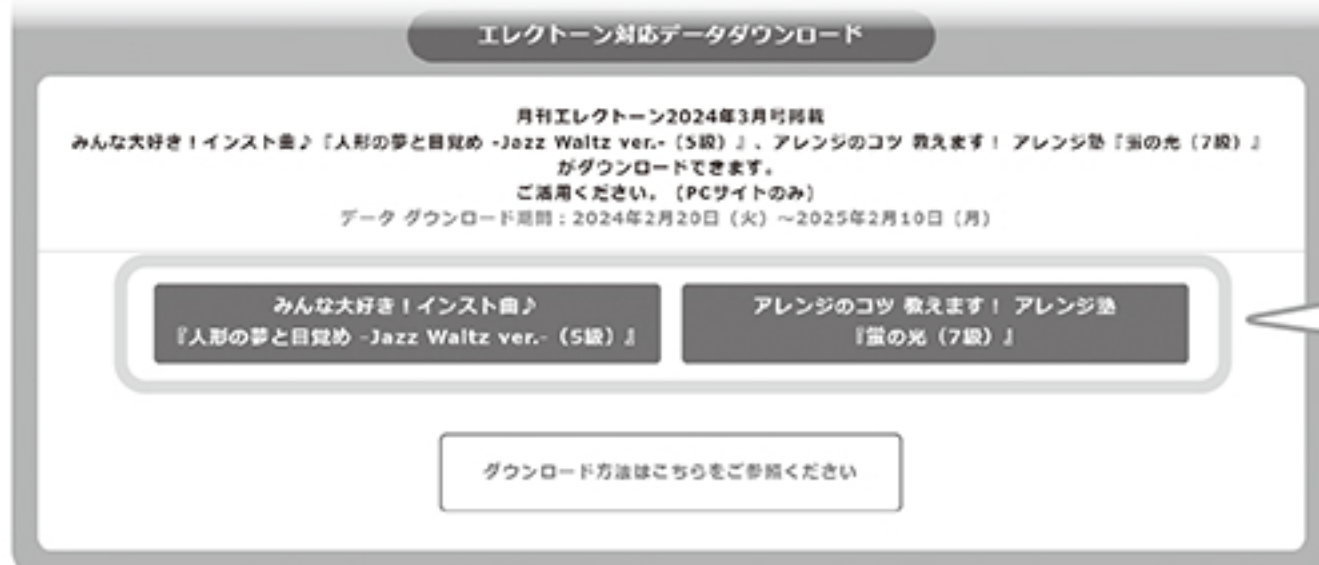 エレクトーン対応データダウンロード
月刊エレクトーン2024年3月号掲載
みんな大好き！インスト曲♪『人形の夢と目覚め -Jazz Waltz ver.-（5級）』、アレンジのコツ 教えます！ アレンジ塾『蛍の光（7級）』
がダウンロードできます。
ご活用ください。（PCサイトのみ）
データ ダウンロード期間：2024年2月20日（火）～2025年2月10日（月）
みんな大好き！インスト曲♪
『人形の夢と目覚め -Jazz Waltz ver.-（5級）』
アレンジのコツ 教えます！ アレンジ塾
『蛍の光（7級）』
ダウンロード方法はこちらをご参照ください